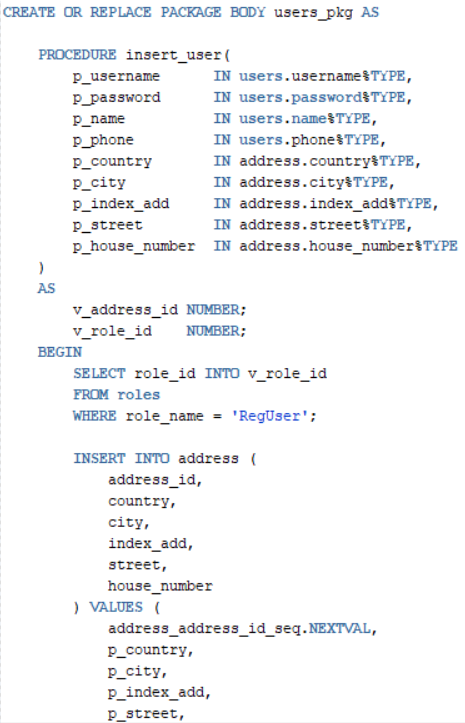 CREATE OR REPLACE PACKAGE BODY users_pkg AS
PROCEDURE insert_user(
p_username IN users.username%TYPE,
p_password IN users.password%TYPE,
p_name IN users.name%TYPE,
p_phone IN users.phone%TYPE,
p_country IN address.country%TYPE,
p_city IN address.city%TYPE,
p_index_add IN address.index_add%TYPE,
p_street IN address.street%TYPE,
p_house_number IN address.house_number%TYPE
)
AS
v_address_id NUMBER;
v_role_id NUMBER;
BEGIN
SELECT role_id INTO v_role_id
FROM roles
WHERE role_name = 'RegUser';
INSERT INTO address (
address_id,
country,
city,
index_add,
street,
house_number
) VALUES (
address_address_id_seq.NEXTVAL,
p_country,
p_city,
p_index_add,
p_street,